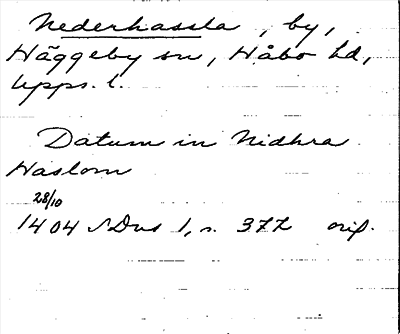 Nederhassla, by,
Häggeby sn, Håbo hd,
Upps. l.
Datum in Nidhra
Haslom
28/10
1404 SDns 1, s. 377 orig.